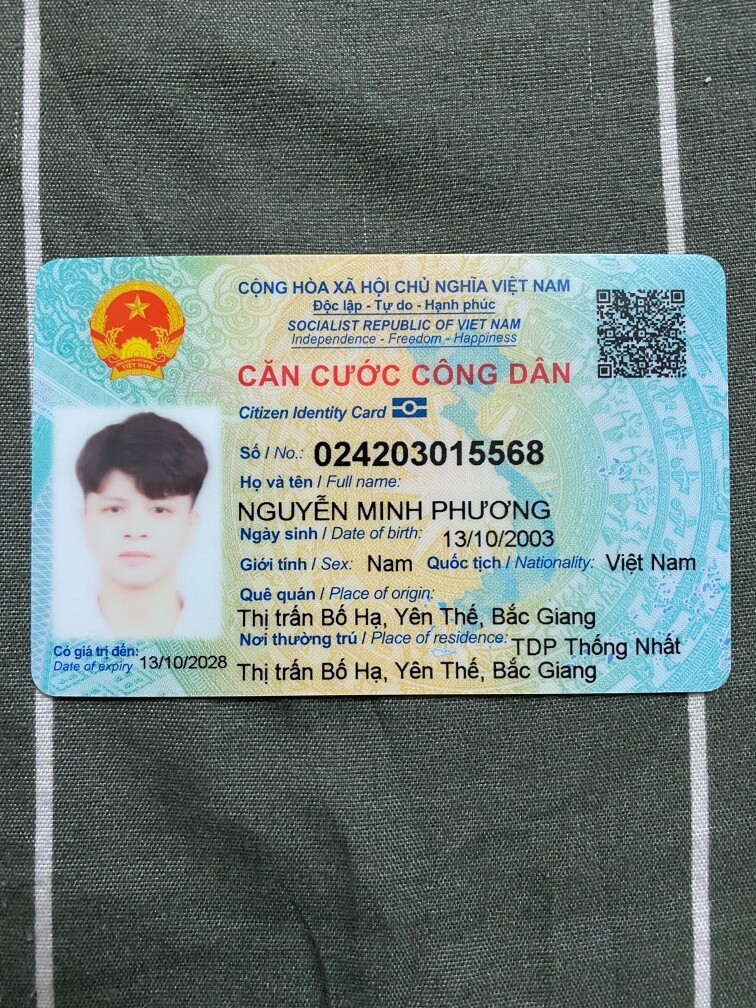 CỘNG HÒA XÃ HỘI CHỦ NGHĨA VIỆT NAM
Độc lập - Tự do - Hạnh phúc
SOCIALIST REPUBLIC OF VIET NAM
Independence - Freedom - Happiness
CĂN CƯỚC CÔNG DÂN
Citizen Identity Card
Số / No.: 024203015568
Họ và tên / Full name:
NGUYỄN MINH PHƯƠNG
Ngày sinh / Date of birth: 13/10/2003
Giới tính / Sex: Nam Quốc tịch / Nationality: Việt Nam
Quê quán / Place of origin:
Thị trấn Bố Hạ, Yên Thế, Bắc Giang
Nơi thường trú / Place of residence: TDP Thống Nhất
Thị trấn Bố Hạ, Yên Thế, Bắc Giang
Có giá trị đến: 13/10/2028
Date of expiry
VIỆT NAM